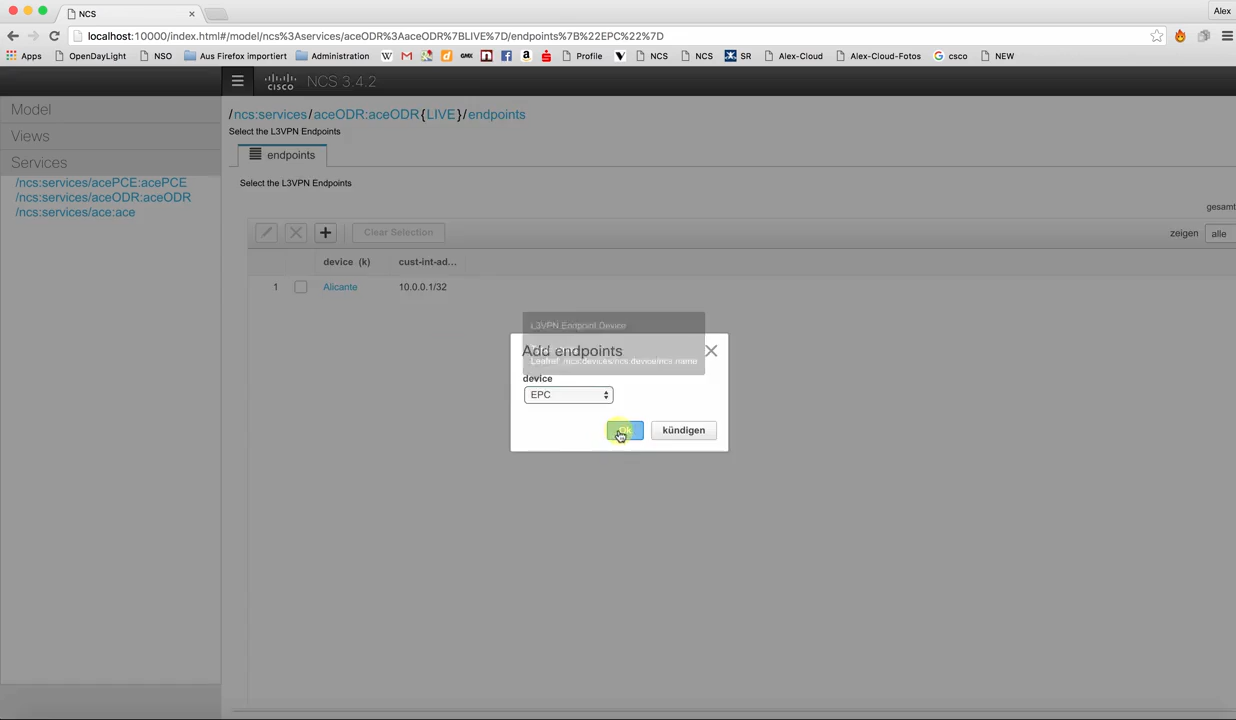 NCS
Alex
localhost:10000/index.html#/model/ncs%3Aservices/aceODR%3AaceODR%7BLIVE%7D/endpoints%7B%22EPC%22%7D
Apps OpenDaylight NSO Aus Firefox importiert Administration W GMX Profile NCS NCS SR Alex-Cloud Alex-Cloud-Fotos csco NEW
CISCO NCS 3.4.2
Model
Views
Services
/ncs:services/acePCE:acePCE
/ncs:services/aceODR:aceODR
/ncs:services/ace:ace
/ncs:services/aceODR:aceODR{LIVE}/endpoints
Select the L3VPN Endpoints
endpoints
Select the L3VPN Endpoints
gesamt
Clear Selection
zeigen alle
device (k) cust-int-ad...
1 Alicante 10.0.0.1/32
L3VPN Endpoint Device
Add endpoints
device
EPC
Ok kündigen